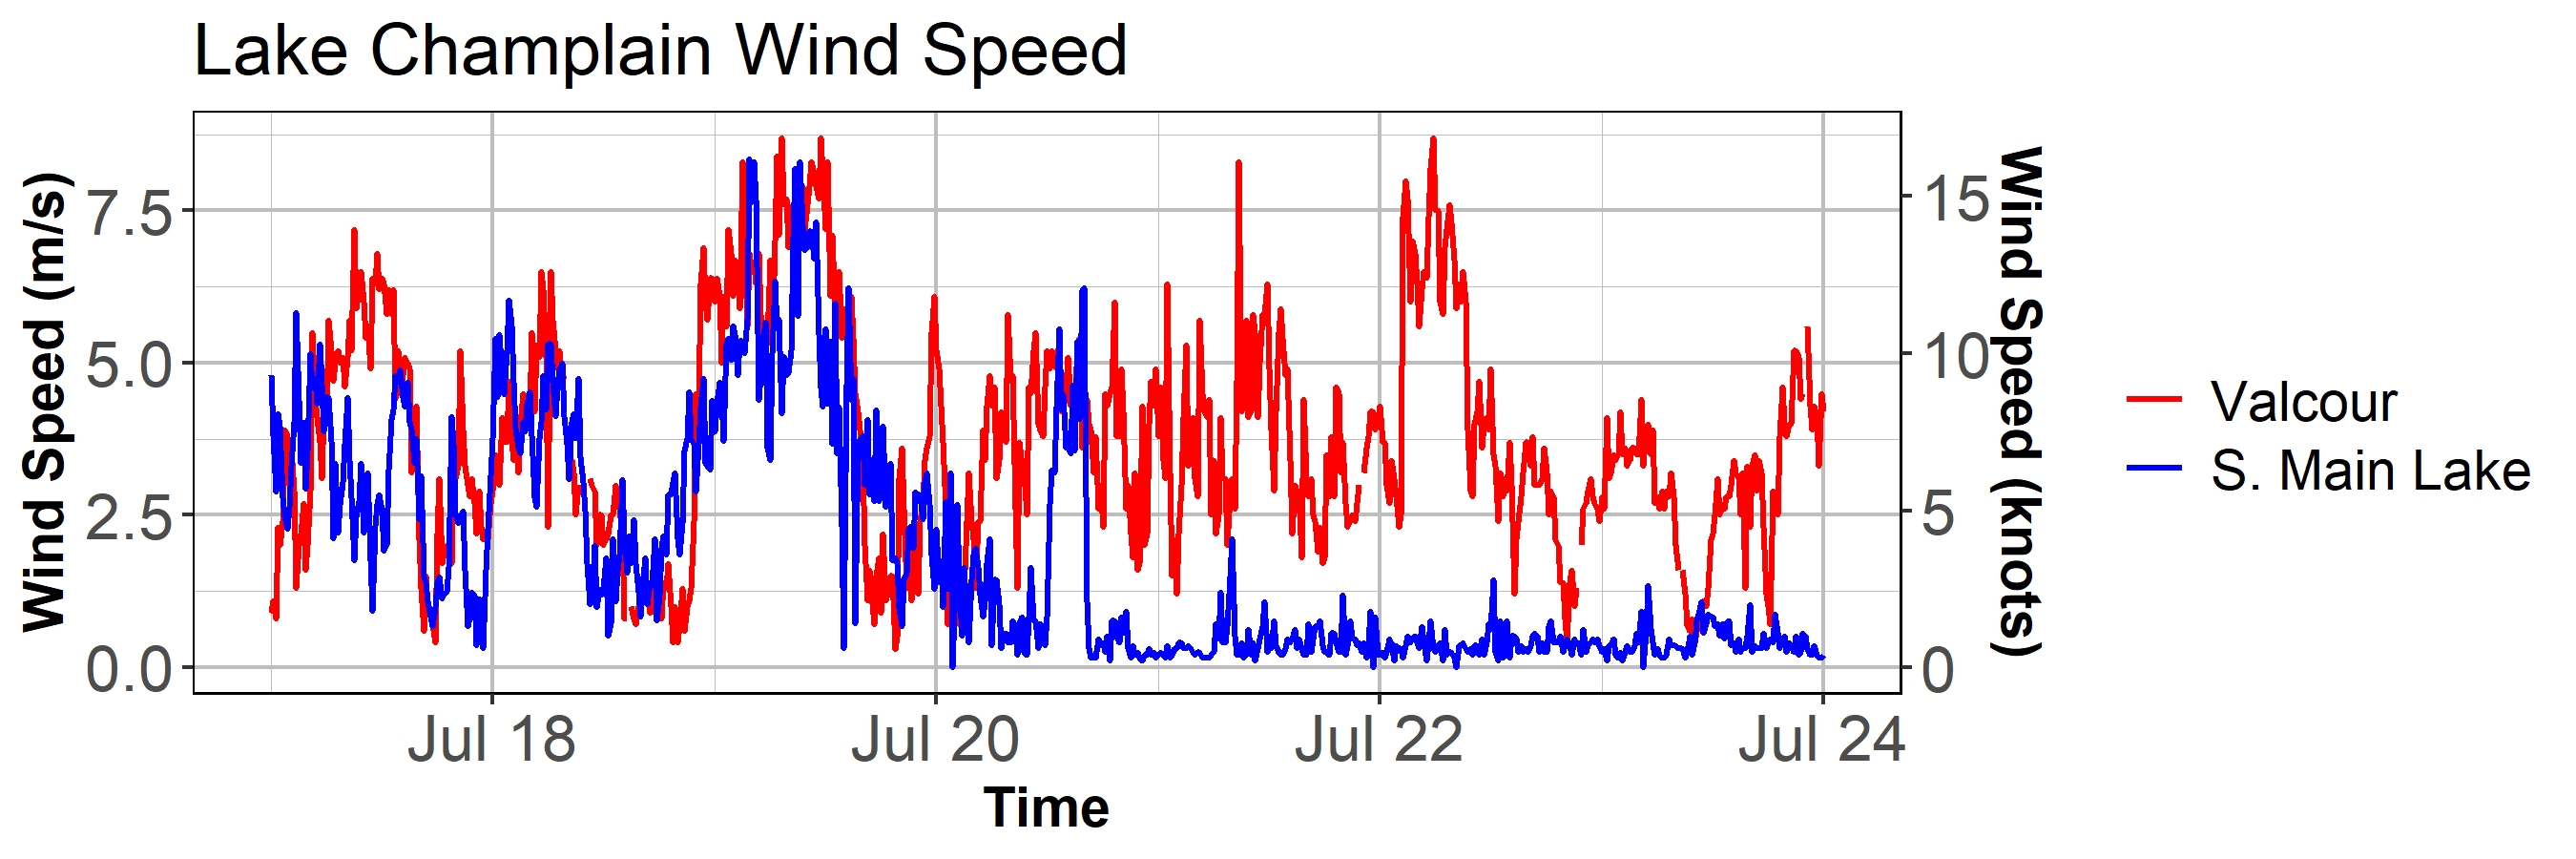 Lake Champlain Wind Speed
Wind Speed (m/s)
7.5
5.0
2.5
0.0
15
10
5
0
Wind Speed (knots)
Jul 18
Jul 20
Jul 22
Jul 24
Time
Valcour
S. Main Lake